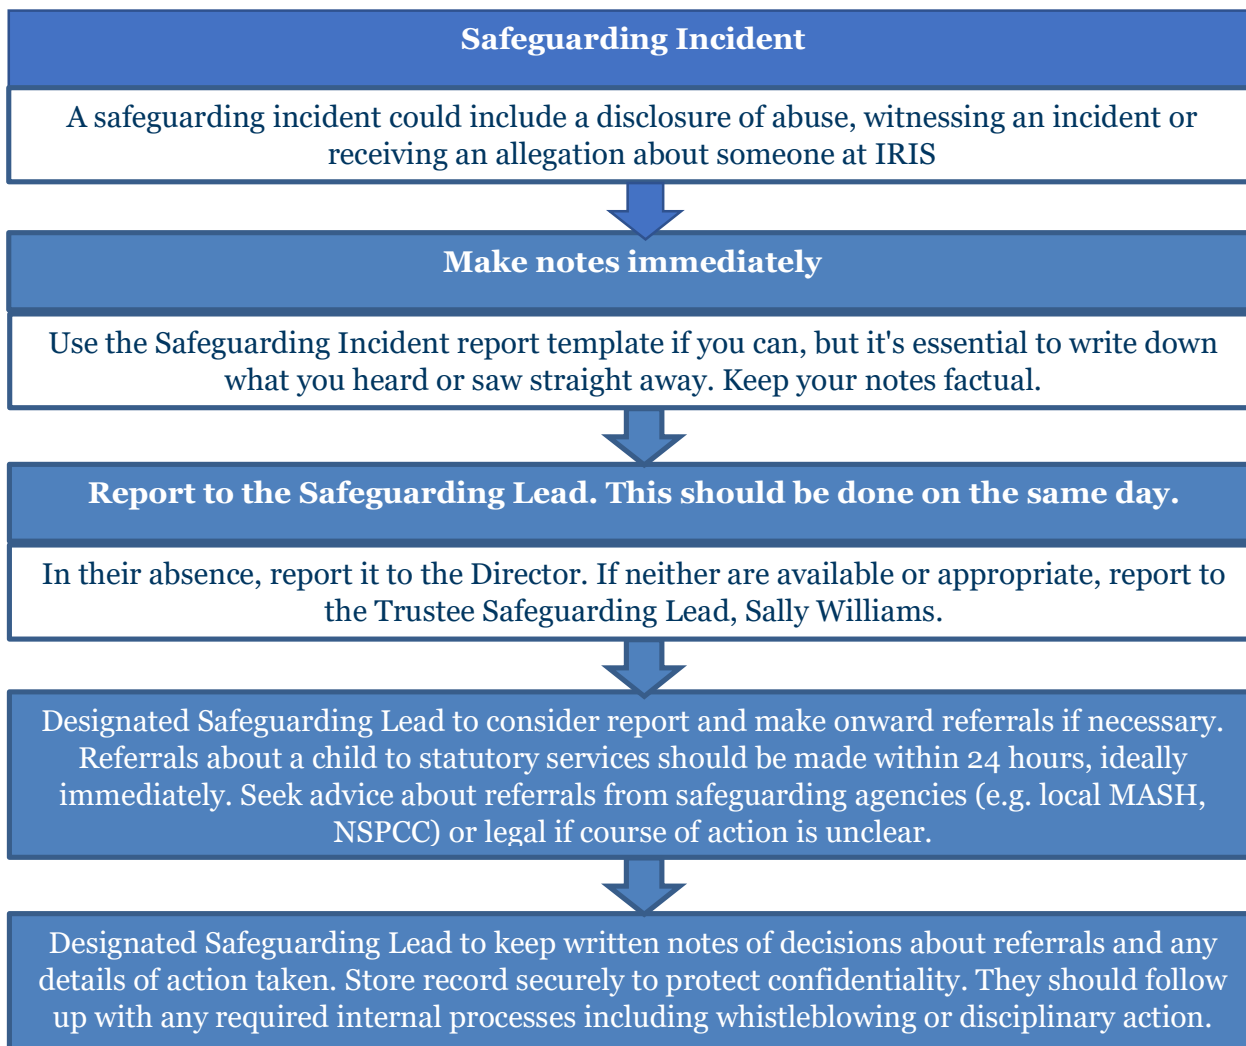 Safeguarding Incident
A safeguarding incident could include a disclosure of abuse, witnessing an incident or
receiving an allegation about someone at IRIS
Make notes immediately
Use the Safeguarding Incident report template if you can, but it's essential to write down
what you heard or saw straight away. Keep your notes factual.
Report to the Safeguarding Lead. This should be done on the same day.
In their absence, report it to the Director. If neither are available or appropriate, report to
the Trustee Safeguarding Lead, Sally Williams.
Designated Safeguarding Lead to consider report and make onward referrals if necessary.
Referrals about a child to statutory services should be made within 24 hours, ideally
immediately. Seek advice about referrals from safeguarding agencies (e.g. local MASH,
NSPCC) or legal if course of action is unclear.
Designated Safeguarding Lead to keep written notes of decisions about referrals and any
details of action taken. Store record securely to protect confidentiality. They should follow
up with any required internal processes including whistleblowing or disciplinary action.